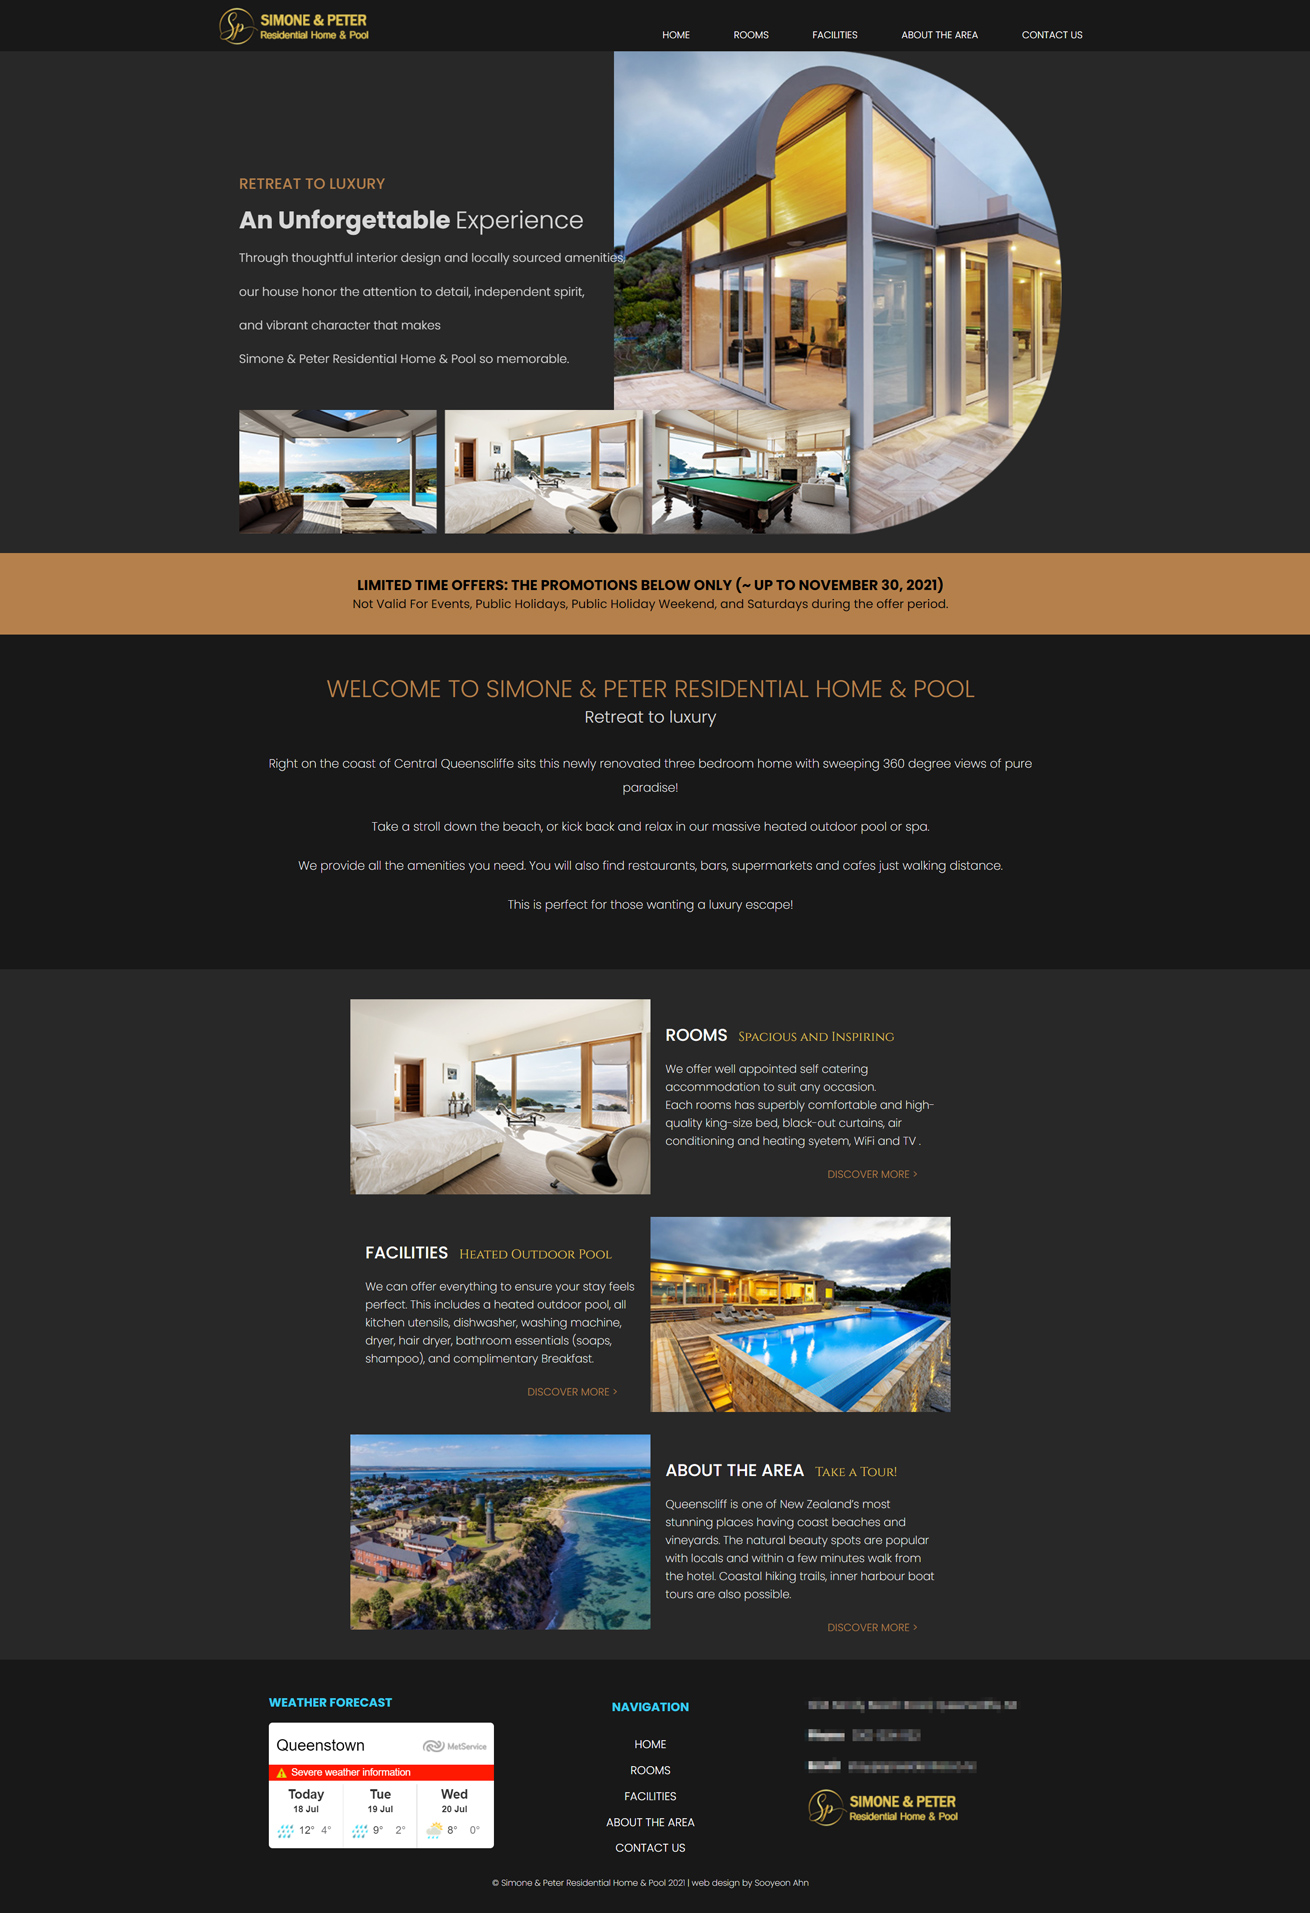 Sp SIMONE & PETER
Residential Home & Pool
HOME ROOMS FACILITIES ABOUT THE AREA CONTACT US
RETREAT TO LUXURY
An Unforgettable Experience
Through thoughtful interior design and locally sourced amenities,
our house honor the attention to detail, independent spirit,
and vibrant character that makes
Simone & Peter Residential Home & Pool so memorable.
LIMITED TIME OFFERS: THE PROMOTIONS BELOW ONLY (~ UP TO NOVEMBER 30, 2021)
Not Valid For Events, Public Holidays, Public Holiday Weekend, and Saturdays during the offer period.
WELCOME TO SIMONE & PETER RESIDENTIAL HOME & POOL
Retreat to luxury
Right on the coast of Central Queenscliffe sits this newly renovated three bedroom home with sweeping 360 degree views of pure
paradise!
Take a stroll down the beach, or kick back and relax in our massive heated outdoor pool or spa.
We provide all the amenities you need. You will also find restaurants, bars, supermarkets and cafes just walking distance.
This is perfect for those wanting a luxury escape!
ROOMS Spacious and Inspiring
We offer well appointed self catering
accommodation to suit any occasion.
Each rooms has superbly comfortable and high-
quality king-size bed, black-out curtains, air
conditioning and heating syetem, WiFi and TV .
DISCOVER MORE >
FACILITIES Heated Outdoor Pool
We can offer everything to ensure your stay feels
perfect. This includes a heated outdoor pool, all
kitchen utensils, dishwasher, washing machine,
dryer, hair dryer, bathroom essentials (soaps,
shampoo), and complimentary Breakfast.
DISCOVER MORE >
ABOUT THE AREA Take a Tour!
Queenscliff is one of New Zealand's most
stunning places having coast beaches and
vineyards. The natural beauty spots are popular
with locals and within a few minutes walk from
the hotel. Coastal hiking trails, inner harbour boat
tours are also possible.
DISCOVER MORE >
WEATHER FORECAST
Queenstown MetService
Severe weather information
Today Tue Wed
18 Jul 19 Jul 20 Jul
12° 4° 9° 2° 8° 0°
NAVIGATION
HOME
ROOMS
FACILITIES
ABOUT THE AREA
CONTACT US
Sp SIMONE & PETER
Residential Home & Pool
© Simone & Peter Residential Home & Pool 2021 | web design by Sooyeon Ahn